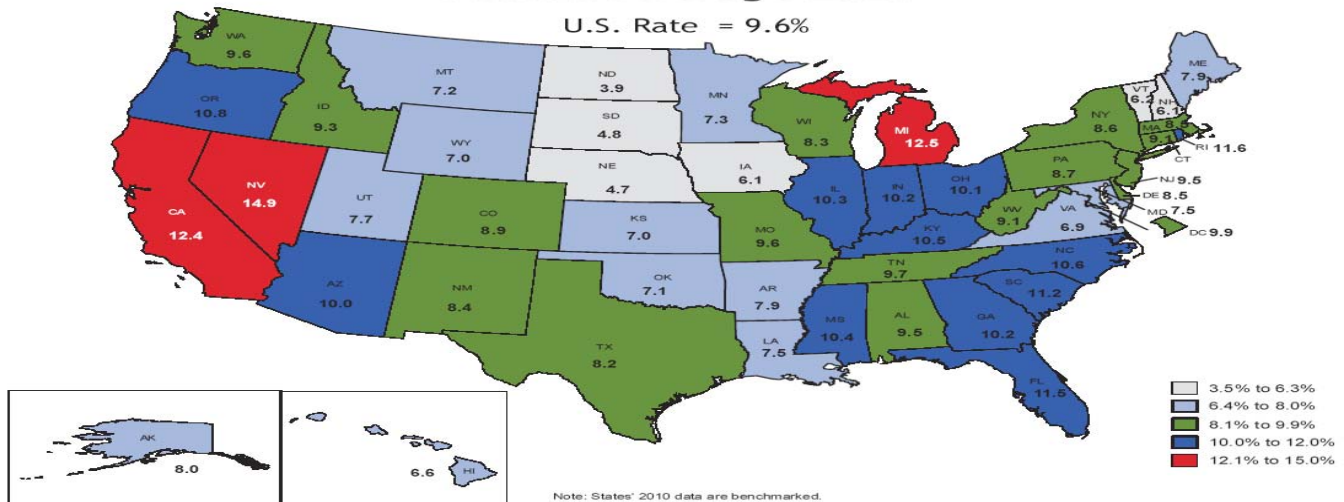 U.S. Rate = 9.6%
WA
9.6
OR
10.8
ID
9.3
MT
7.2
WY
7.0
ND
3.9
SD
4.8
NE
4.7
MN
7.3
IA
6.1
WI
8.3
MI
12.5
CA
12.4
NV
14.9
UT
7.7
CO
8.9
KS
7.0
MO
9.6
IL
10.3
IN
10.2
OH
10.1
KY
10.5
WV
9.1
VA
6.9
PA
8.7
NY
8.6
VT
6.2
NH
6.1
ME
7.9
MA
9.1
RI 11.6
CT
NJ 9.5
DE 8.5
MD
7.5
DC 9.9
AZ
10.0
NM
8.4
OK
7.1
AR
7.9
TN
9.7
NC
10.6
SC
11.2
MS
10.4
AL
9.5
GA
10.2
TX
8.2
LA
7.5
FL
11.5
AK
8.0
HI
6.6
3.5% to 6.3%
6.4% to 8.0%
8.1% to 9.9%
10.0% to 12.0%
12.1% to 15.0%
Note: States' 2010 data are benchmarked.